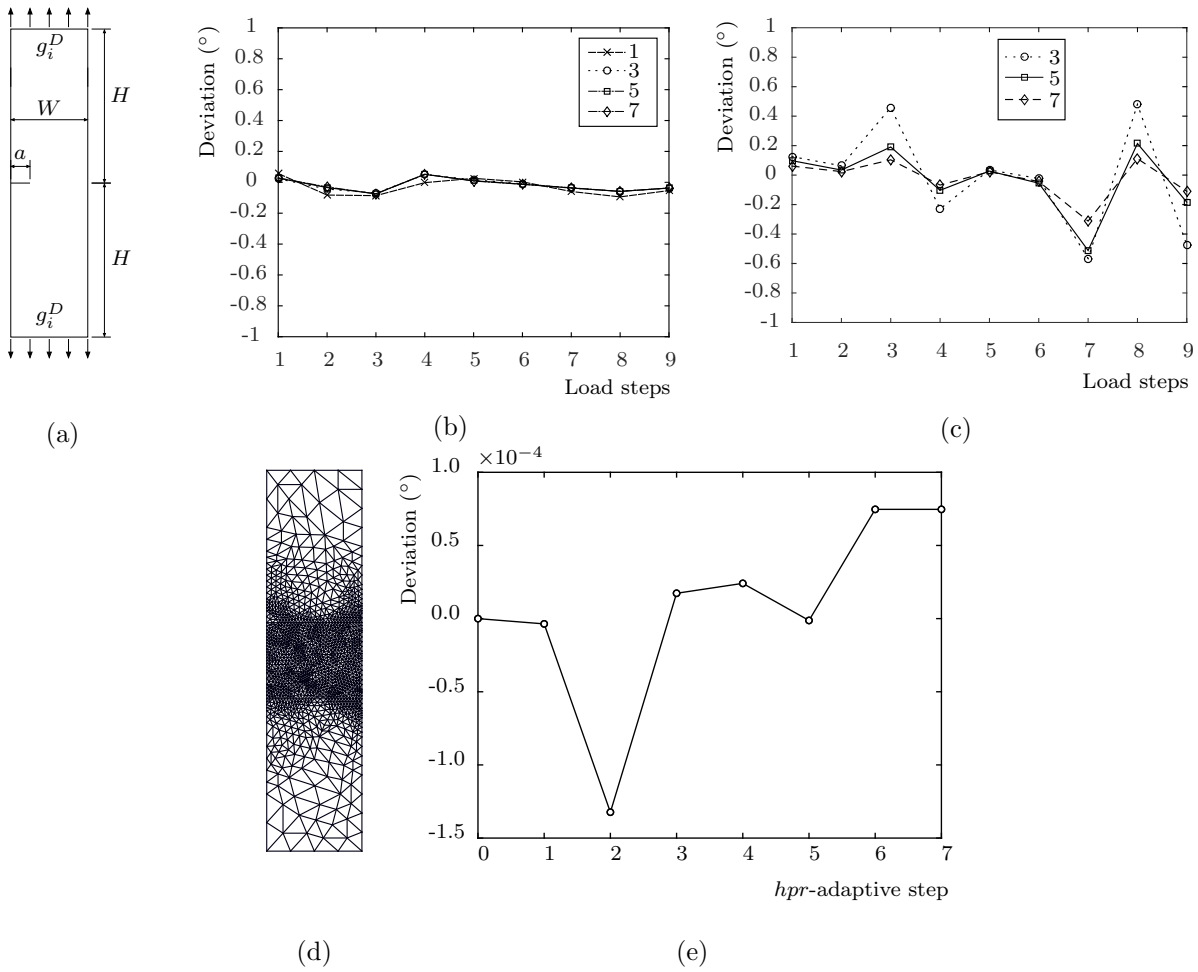 g_i^D
W
a
H
H
g_i^D
(a)
Deviation (°)
1
0.8
0.6
0.4
0.2
0
-0.2
-0.4
-0.6
-0.8
-1
1 2 3 4 5 6 7 8 9
Load steps
1
3
5
7
(b)
Deviation (°)
1
0.8
0.6
0.4
0.2
0
-0.2
-0.4
-0.6
-0.8
-1
1 2 3 4 5 6 7 8 9
Load steps
3
5
7
(c)
(d)
×10⁻⁴
Deviation (°)
1.0
0.5
0.0
-0.5
-1.0
-1.5
0 1 2 3 4 5 6 7
hpr-adaptive step
(e)